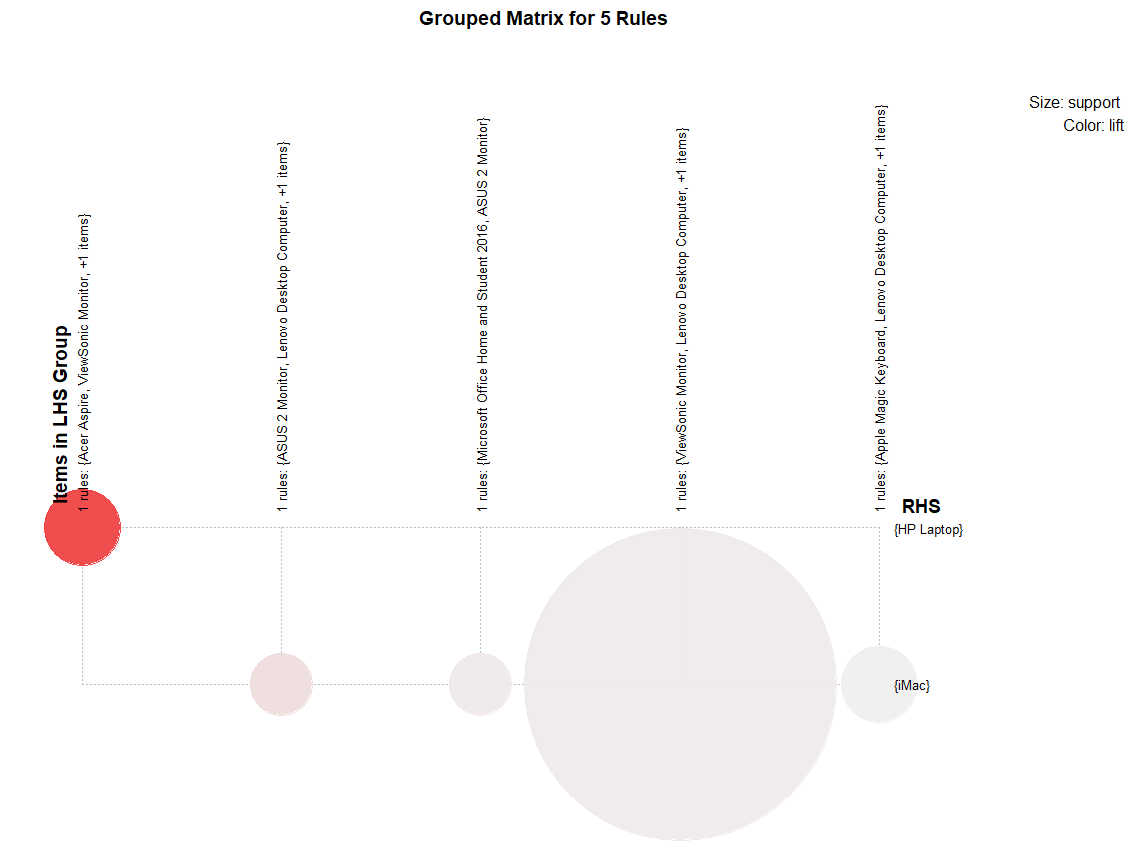 Grouped Matrix for 5 Rules
Size: support
Color: lift
Items in LHS Group
1 rules: {Acer Aspire, ViewSonic Monitor, +1 items}
1 rules: {ASUS 2 Monitor, Lenovo Desktop Computer, +1 items}
1 rules: {Microsoft Office Home and Student 2016, ASUS 2 Monitor}
1 rules: {ViewSonic Monitor, Lenovo Desktop Computer, +1 items}
1 rules: {Apple Magic Keyboard, Lenovo Desktop Computer, +1 items}
RHS
{HP Laptop}
{iMac}